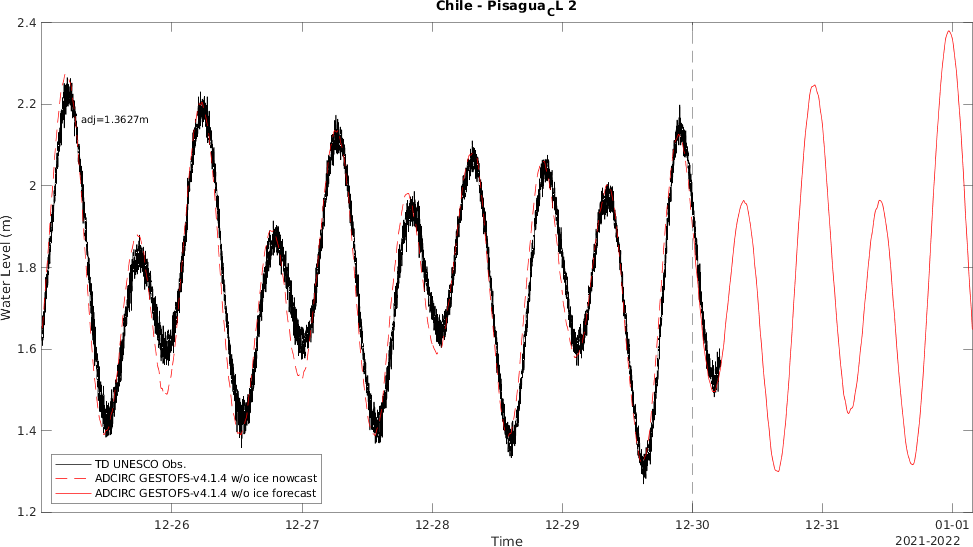 Chile - Pisagua_CL 2
2.4
2.2
2
1.8
1.6
1.4
1.2
Water Level (m)
adj=1.3627m
TD UNESCO Obs.
ADCIRC GESTOFS-v4.1.4 w/o ice nowcast
ADCIRC GESTOFS-v4.1.4 w/o ice forecast
12-26 12-27 12-28 12-29 12-30 12-31 01-01
Time
2021-2022